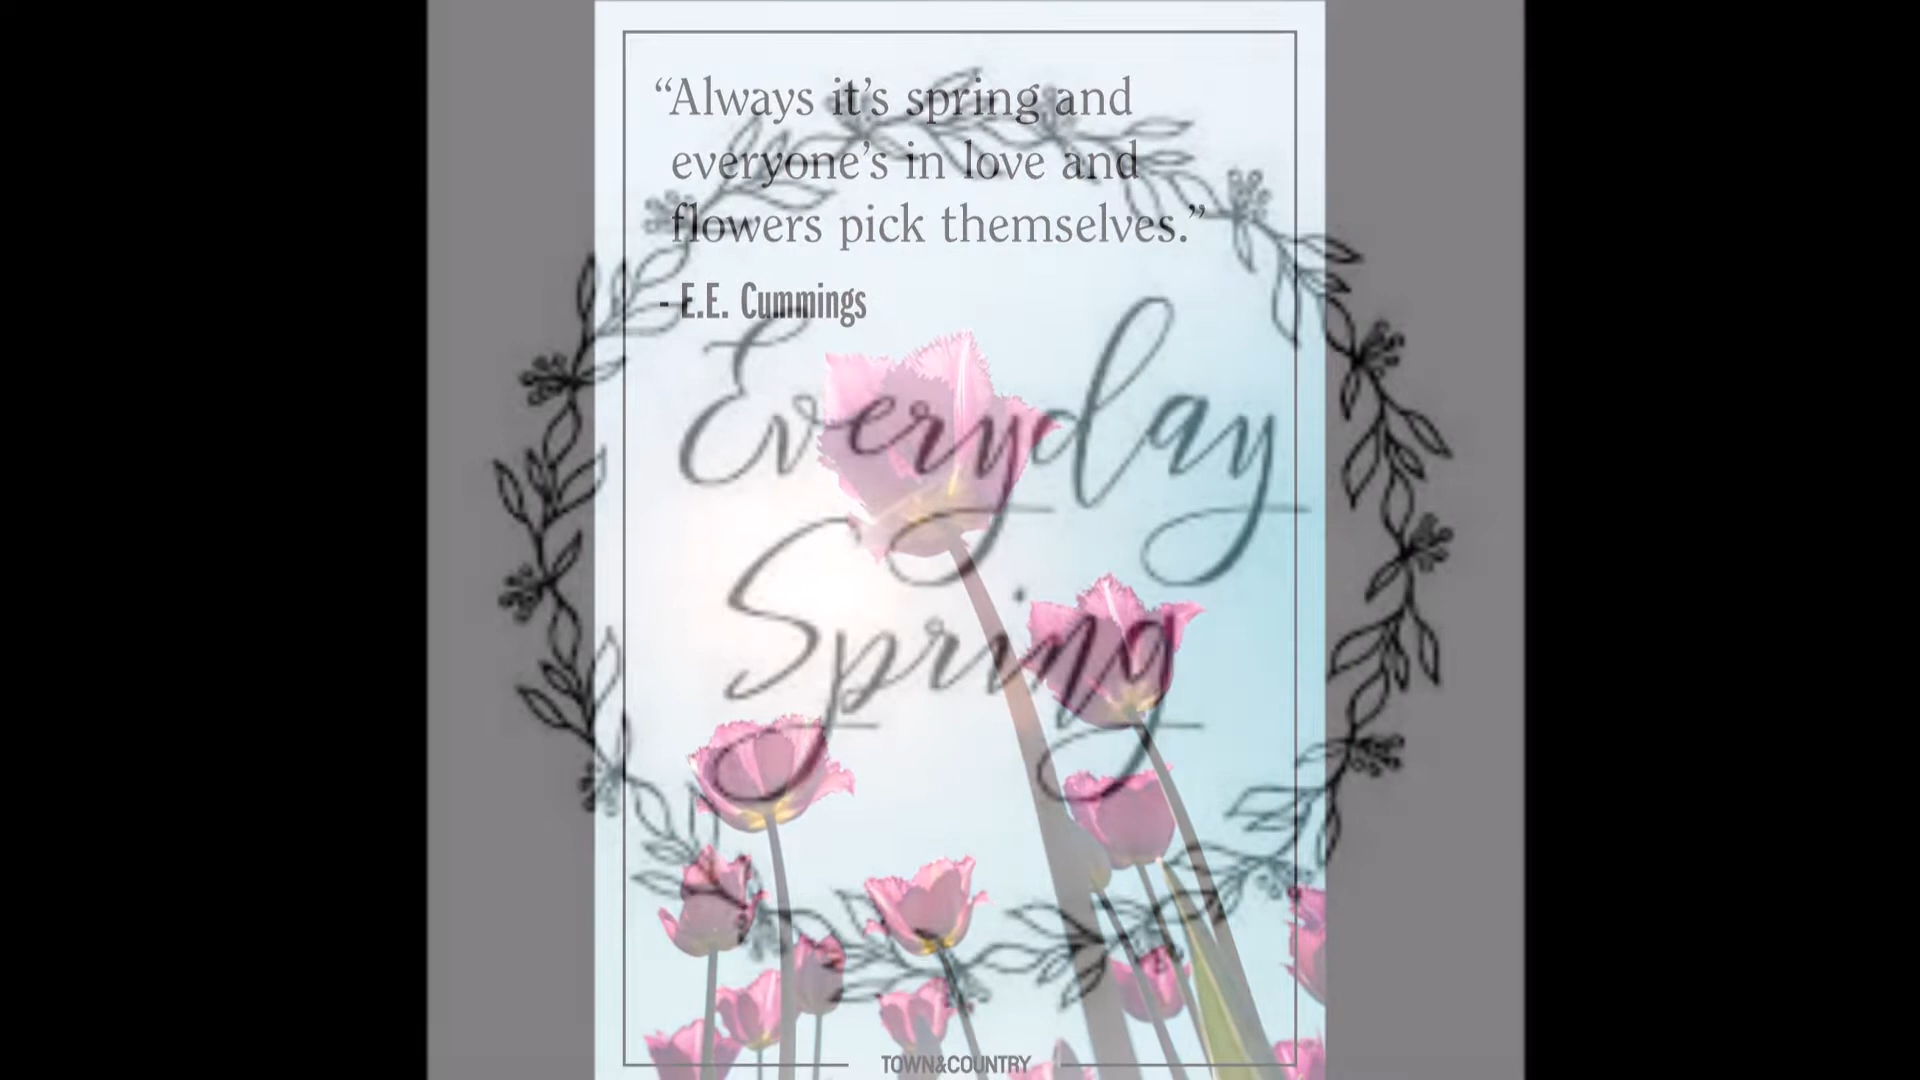 “Always it’s spring and
everyone’s in love and
flowers pick themselves.”
- E.E. Cummings
Everyday
Spring
TOWN&COUNTRY